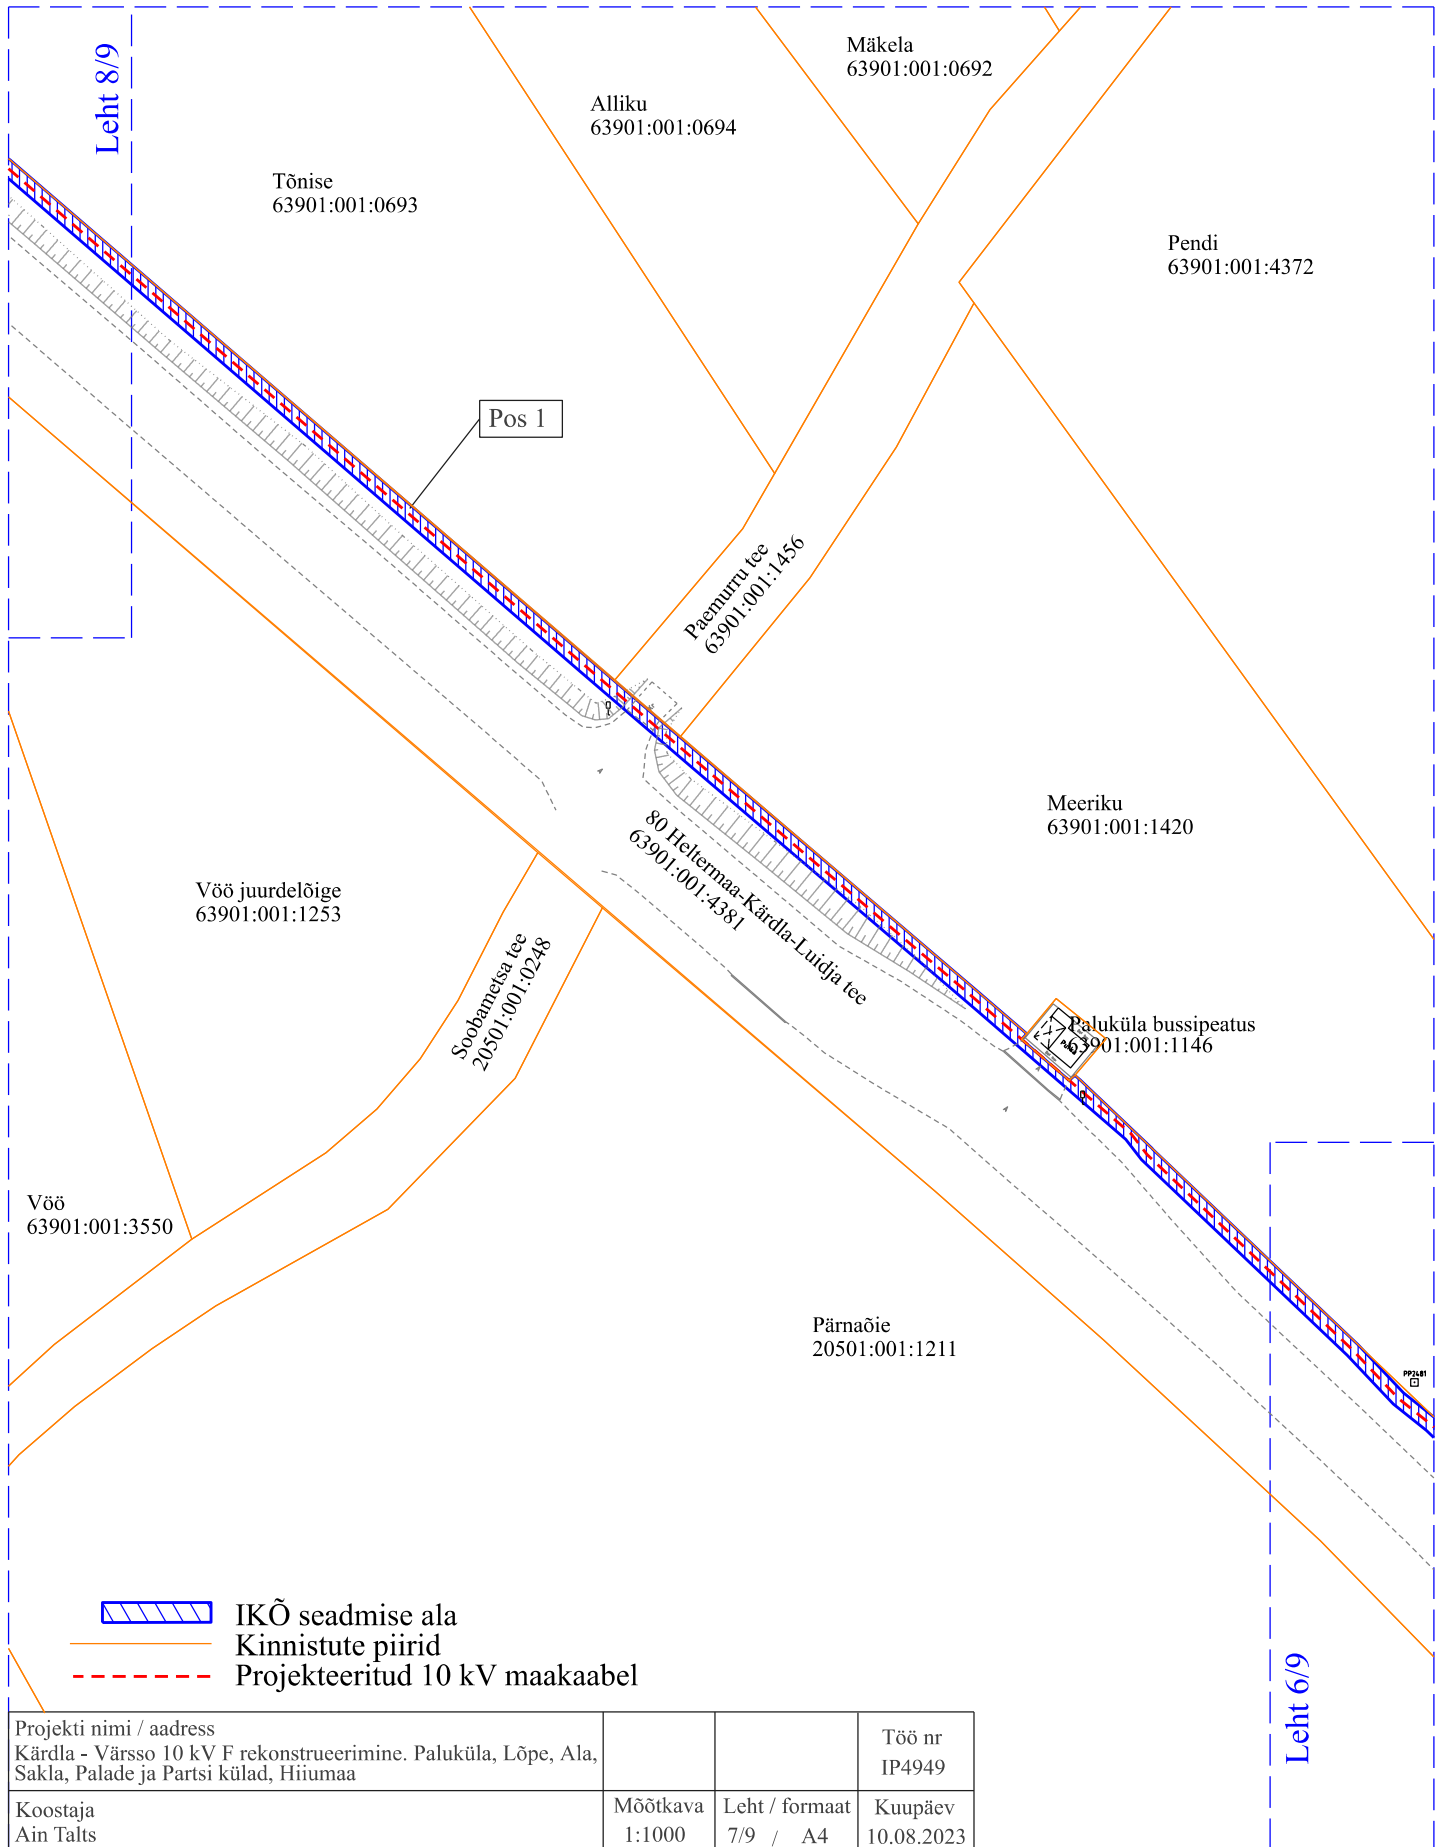 Leht 8/9
Mäkela
63901:001:0692
Alliku
63901:001:0694
Tõnise
63901:001:0693
Pendi
63901:001:4372
Pos 1
Paemurru tee
63901:001:1456
Meeriku
63901:001:1420
80 Heltermaa-Kärdla-Luidja tee
63901:001:4381
Vöö juurdelõige
63901:001:1253
Soobametsa tee
20501:001:0248
Paluküla bussipeatus
63901:001:1146
Vöö
63901:001:3550
Pärnaõie
20501:001:1211
PP2481
IKÕ seadmise ala
Kinnistute piirid
Projekteeritud 10 kV maakaabel
Leht 6/9
Projekti nimi / aadress
Kärdla - Värsso 10 kV F rekonstrueerimine. Paluküla, Lõpe, Ala,
Sakla, Palade ja Partsi külad, Hiiumaa
Töö nr
IP4949
Koostaja
Ain Talts
Mõõtkava
1:1000
Leht / formaat
7/9 / A4
Kuupäev
10.08.2023